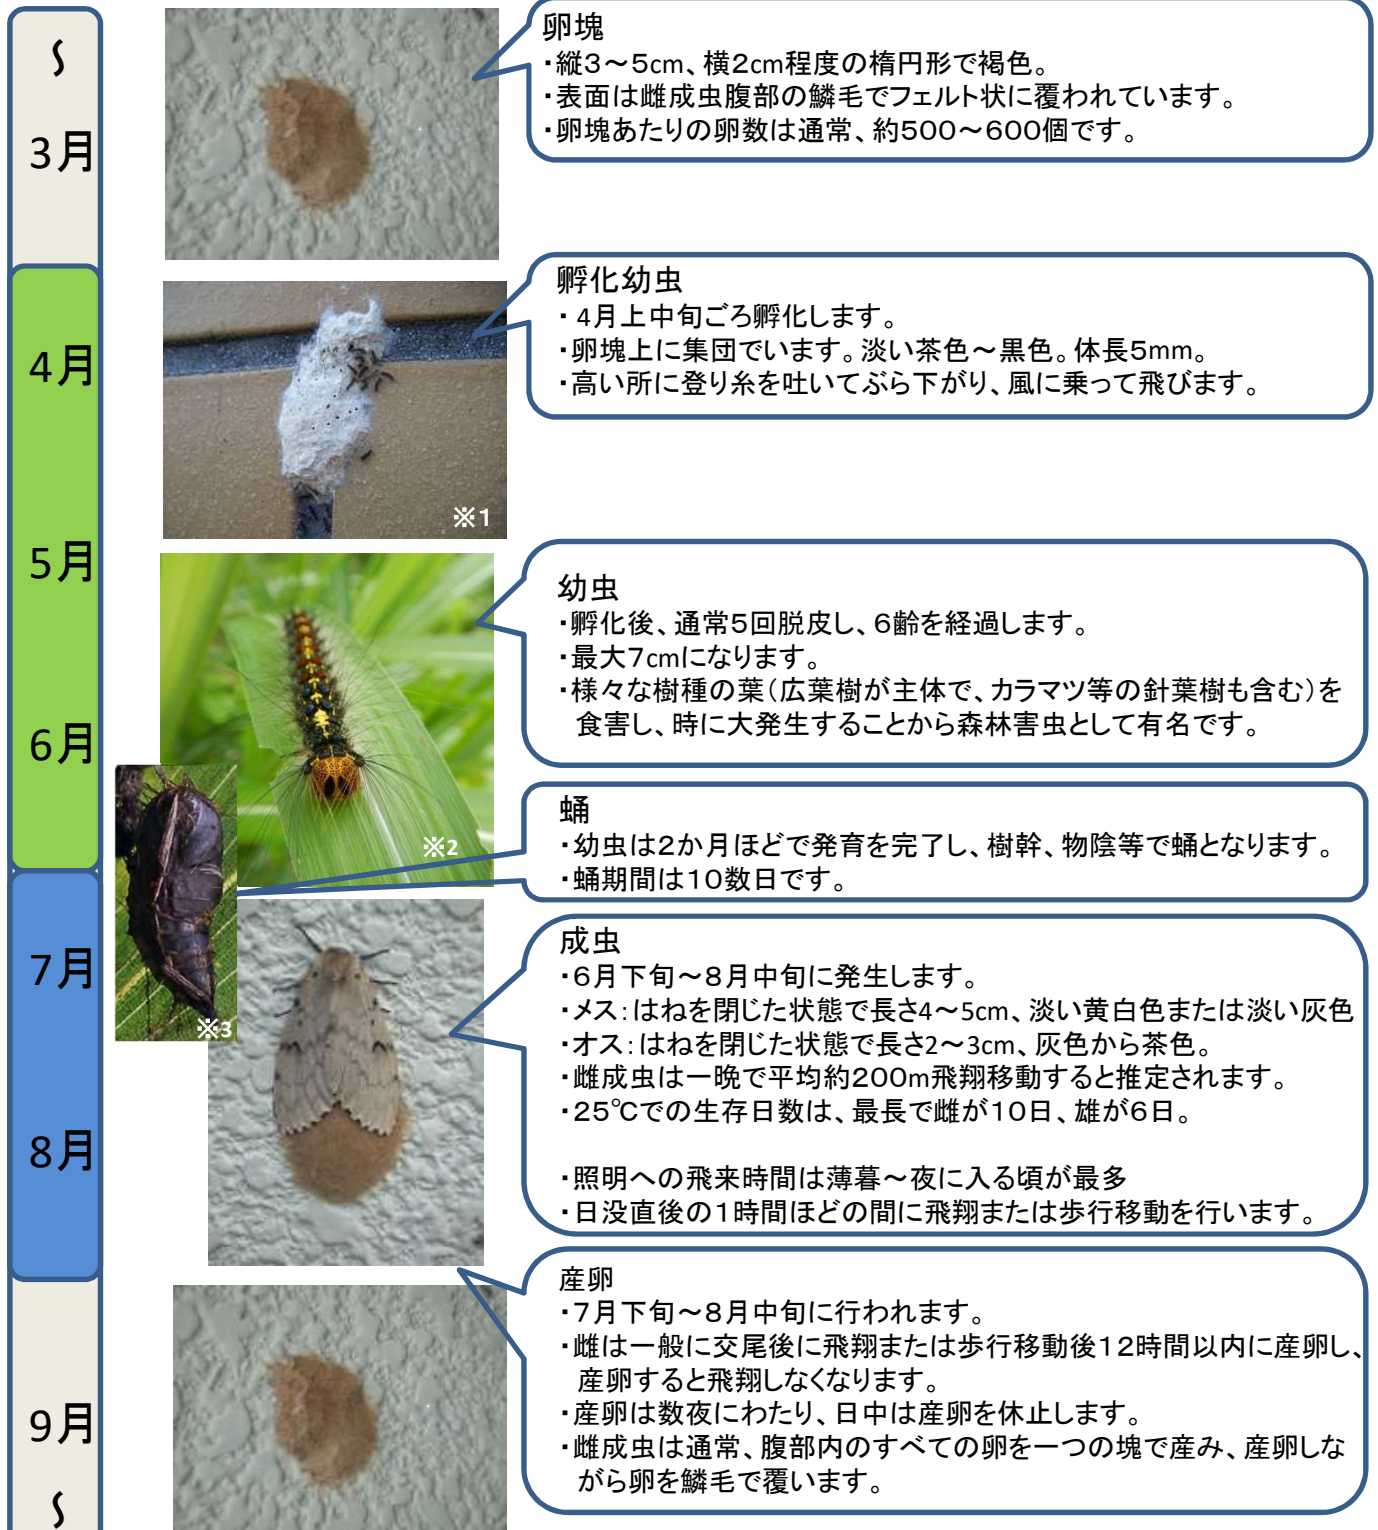 ～
3月
4月
5月
6月
7月
8月
9月
～
卵塊
・縦3～5cm、横2cm程度の楕円形で褐色。
・表面は雌成虫腹部の鱗毛でフェルト状に覆われています。
・卵塊あたりの卵数は通常、約500～600個です。
孵化幼虫
・4月上中旬ごろ孵化します。
・卵塊上に集団でいます。淡い茶色～黒色。体長5mm。
・高い所に登り糸を吐いてぶら下がり、風に乗って飛びます。
※1
幼虫
・孵化後、通常5回脱皮し、6齢を経過します。
・最大7cmになります。
・様々な樹種の葉（広葉樹が主体で、カラマツ等の針葉樹も含む）を
食害し、時に大発生することから森林害虫として有名です。
※2
蛹
・幼虫は2か月ほどで発育を完了し、樹幹、物陰等で蛹となります。
・蛹期間は10数日です。
※3
成虫
・6月下旬～8月中旬に発生します。
・メス：はねを閉じた状態で長さ4～5cm、淡い黄白色または淡い灰色
・オス：はねを閉じた状態で長さ2～3cm、灰色から茶色。
・雌成虫は一晩で平均約200m飛翔移動すると推定されます。
・25℃での生存日数は、最長で雌が10日、雄が6日。
・照明への飛来時間は薄暮～夜に入る頃が最多
・日没直後の1時間ほどの間に飛翔または歩行移動を行います。
産卵
・7月下旬～8月中旬に行われます。
・雌は一般に交尾後に飛翔または歩行移動後12時間以内に産卵し、
産卵すると飛翔しなくなります。
・産卵は数夜にわたり、日中は産卵を休止します。
・雌成虫は通常、腹部内のすべての卵を一つの塊で産み、産卵しな
がら卵を鱗毛で覆います。